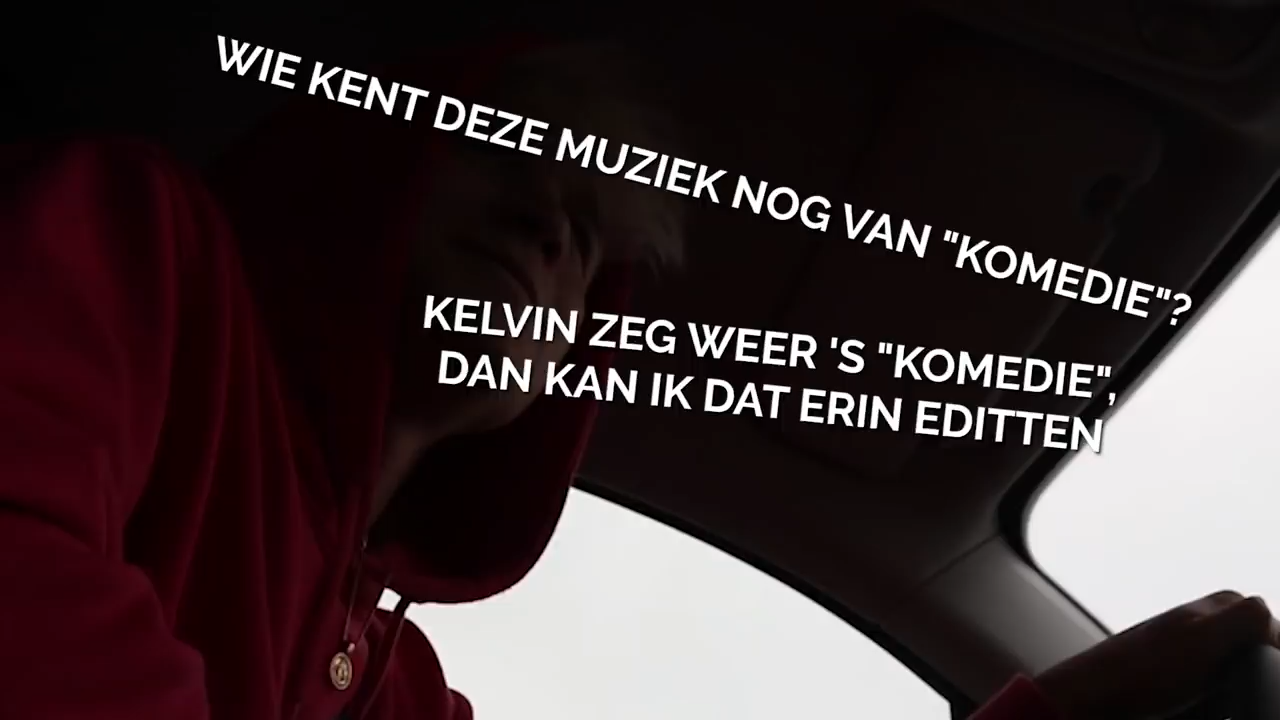 WIE KENT DEZE MUZIEK NOG VAN "KOMEDIE"?
KELVIN ZEG WEER 'S "KOMEDIE",
DAN KAN IK DAT ERIN EDITTEN